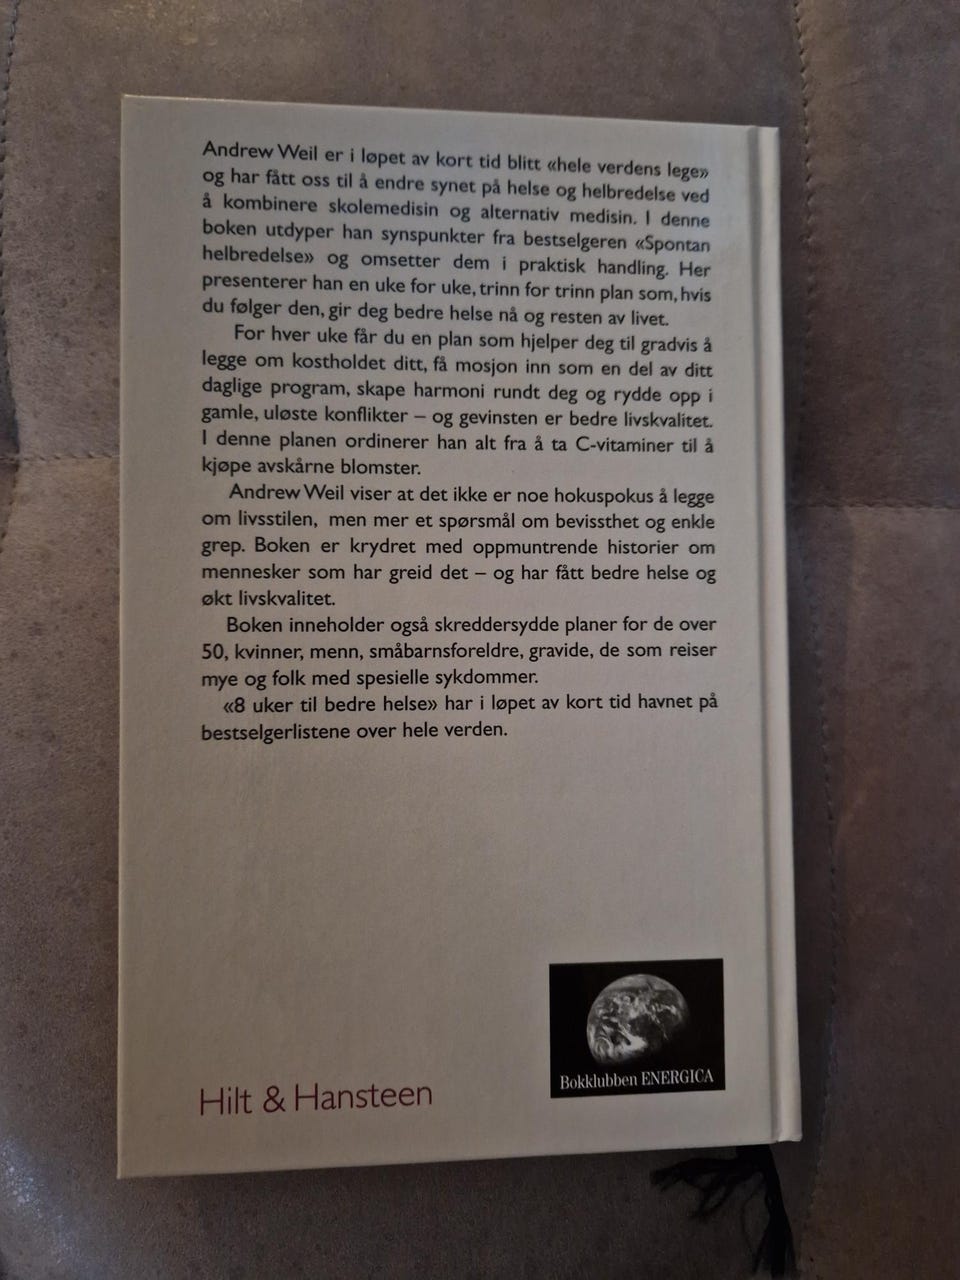 Andrew Weil er i løpet av kort tid blitt «hele verdens lege»
og har fått oss til å endre synet på helse og helbredelse ved
å kombinere skolemedisin og alternativ medisin. I denne
boken utdyper han synspunkter fra bestselgeren «Spontan
helbredelse» og omsetter dem i praktisk handling. Her
presenterer han en uke for uke, trinn for trinn plan som, hvis
du følger den, gir deg bedre helse nå og resten av livet.
For hver uke får du en plan som hjelper deg til gradvis å
legge om kostholdet ditt, få mosjon inn som en del av ditt
daglige program, skape harmoni rundt deg og rydde opp i
gamle, uløste konflikter – og gevinsten er bedre livskvalitet.
I denne planen ordinerer han alt fra å ta C-vitaminer til å
kjøpe avskårne blomster.
Andrew Weil viser at det ikke er noe hokuspokus å legge
om livsstilen, men mer et spørsmål om bevissthet og enkle
grep. Boken er krydret med oppmuntrende historier om
mennesker som har greid det – og har fått bedre helse og
økt livskvalitet.
Boken inneholder også skreddersydde planer for de over
50, kvinner, menn, småbarnsforeldre, gravide, de som reiser
mye og folk med spesielle sykdommer.
«8 uker til bedre helse» har i løpet av kort tid havnet på
bestselgerlistene over hele verden.
Bokklubben ENERGICA
Hilt & Hansteen